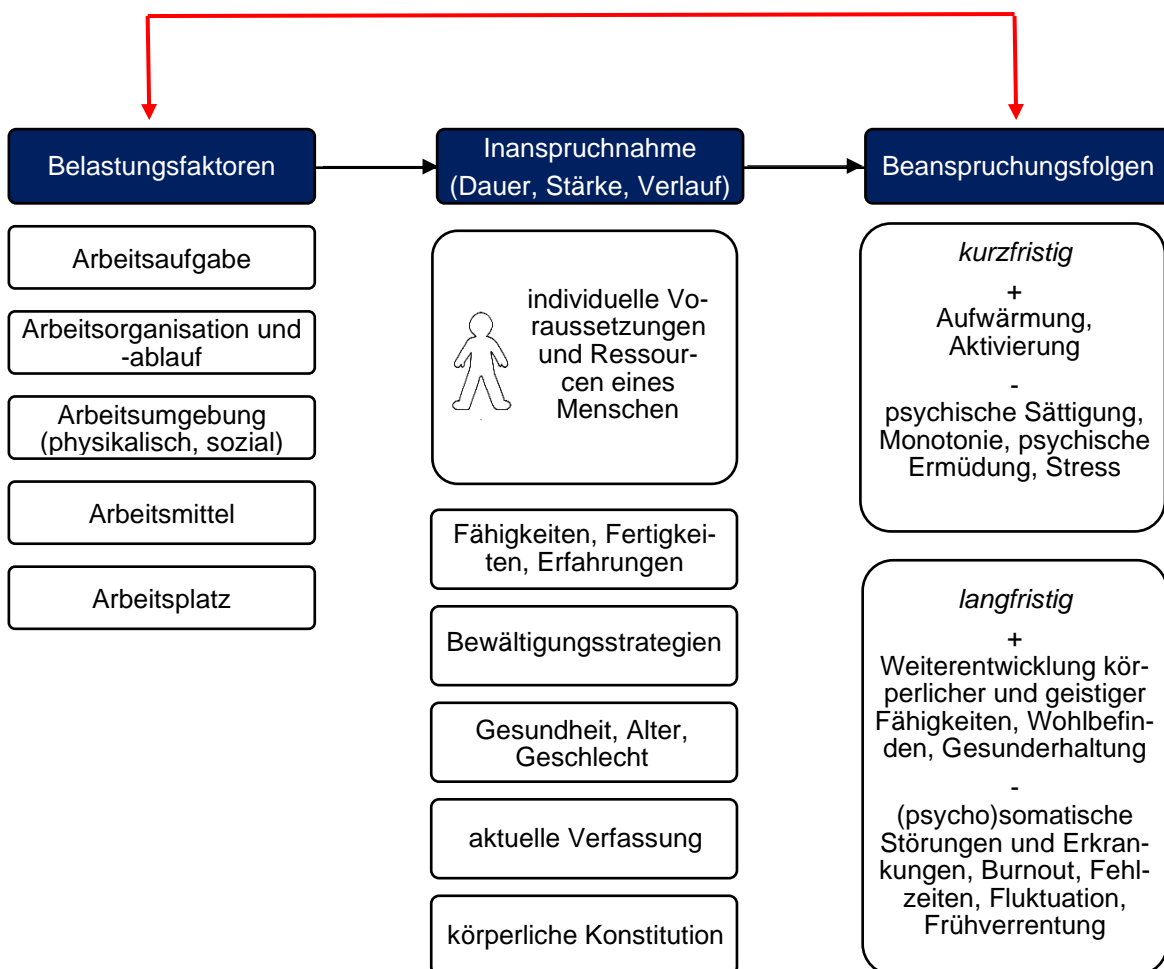 Belastungsfaktoren
Arbeitsaufgabe
Arbeitsorganisation und
-ablauf
Arbeitsumgebung
(physikalisch, sozial)
Arbeitsmittel
Arbeitsplatz
Inanspruchnahme
(Dauer, Stärke, Verlauf)
individuelle Vo-
raussetzungen
und Ressour-
cen eines
Menschen
Fähigkeiten, Fertigkei-
ten, Erfahrungen
Bewältigungsstrategien
Gesundheit, Alter,
Geschlecht
aktuelle Verfassung
körperliche Konstitution
Beanspruchungsfolgen
kurzfristig
+
Aufwärmung,
Aktivierung
-
psychische Sättigung,
Monotonie, psychische
Ermüdung, Stress
langfristig
+
Weiterentwicklung kör-
perlicher und geistiger
Fähigkeiten, Wohlbefin-
den, Gesunderhaltung
-
(psycho)somatische
Störungen und Erkran-
kungen, Burnout, Fehl-
zeiten, Fluktuation,
Frühverrentung